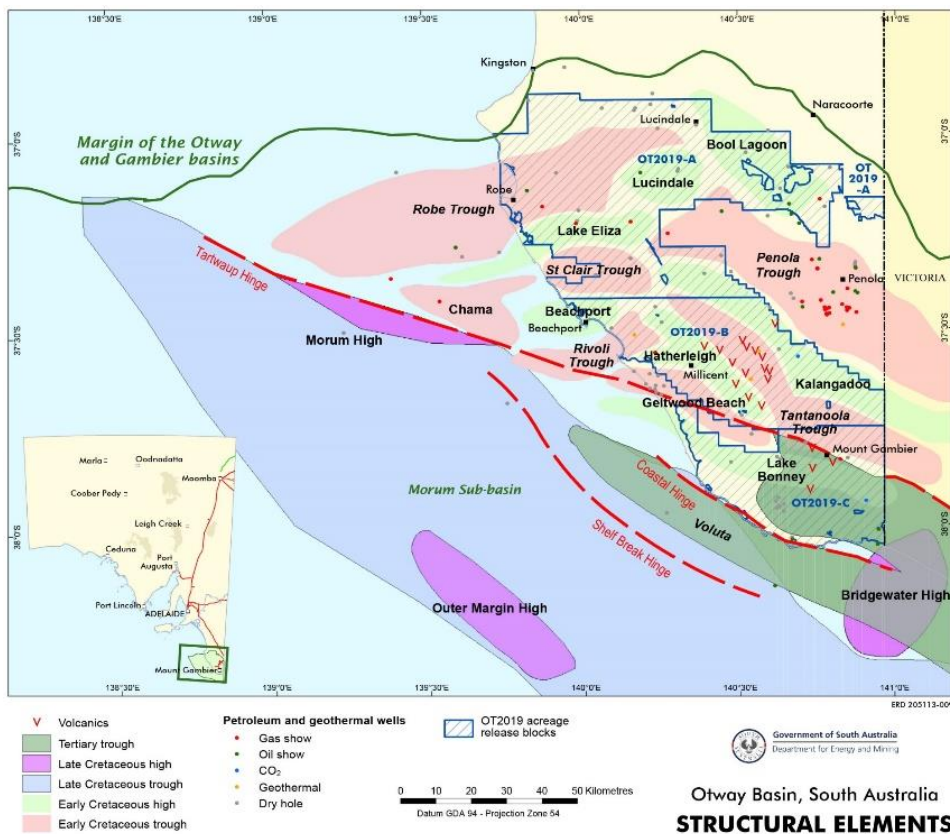 138°30'E
139°0'E
139°30'E
140°0'E
140°30'E
141°0'E
Kingston
Naracoorte
Margin of the Otway
and Gambier basins
37°0'S
37°0'S
Lucindale
Bool Lagoon
OT2019-A
Lucindale
OT
2019
-A
Robe
Robe Trough
Lake Eliza
St Clair Trough
Penola
Trough
Penola
VICTORIA
Tartwaup Hinge
Chama
Beachport
Beachport
OT2019-B
37°30'S
37°30'S
Morum High
Rivoli
Trough
Hatherleigh
Millicent
Kalangadoo
Geltwood Beach
Tantanoola
Trough
Mount Gambier
Lake
Bonney
Coastal Hinge
OT2019-C
Morum Sub-basin
Voluta
Shelf Break Hinge
38°0'S
38°0'S
Outer Margin High
Bridgewater High
Marla
Oodnadatta
Moomba
Coober Pedy
Leigh Creek
Ceduna
Port
Augusta
Port Lincoln
ADELAIDE
Mount Gambier
138°30'E
139°0'E
139°30'E
140°0'E
140°30'E
141°0'E
ERD 205113-009
Volcanics
Tertiary trough
Late Cretaceous high
Late Cretaceous trough
Early Cretaceous high
Early Cretaceous trough
Petroleum and geothermal wells
Gas show
Oil show
CO₂
Geothermal
Dry hole
OT2019 acreage
release blocks
0 10 20 30 40 50 Kilometres
Datum GDA 94 - Projection Zone 54
Government of South Australia
Department for Energy and Mining
Otway Basin, South Australia
STRUCTURAL ELEMENTS